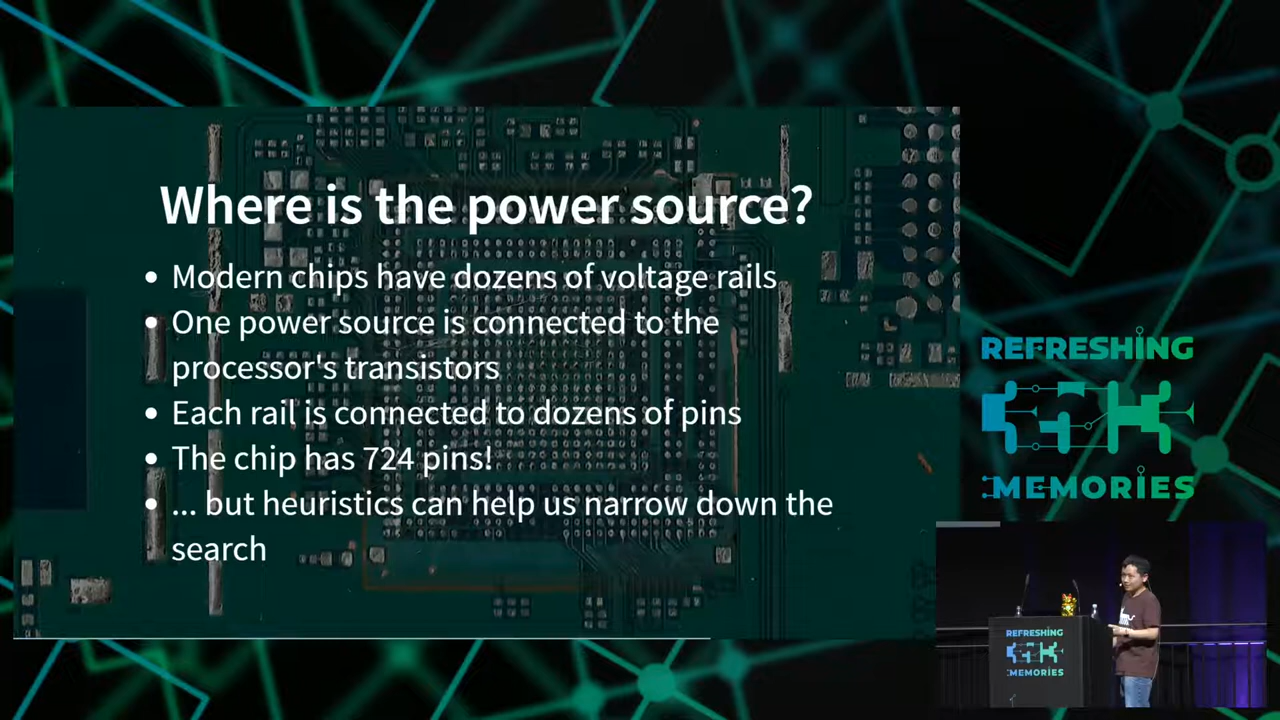 Where is the power source?
• Modern chips have dozens of voltage rails
• One power source is connected to the
processor's transistors
• Each rail is connected to dozens of pins
• The chip has 724 pins!
• ... but heuristics can help us narrow down the
search
REFRESHING
:MEMORIES
REFRESHING
:MEMORIES